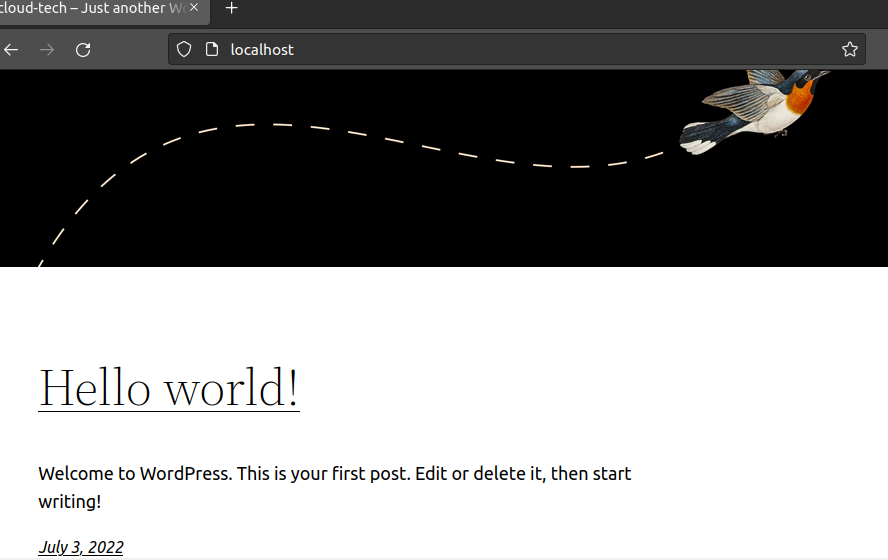 cloud-tech – Just another
localhost
Hello world!
Welcome to WordPress. This is your first post. Edit or delete it, then start
writing!
July 3, 2022